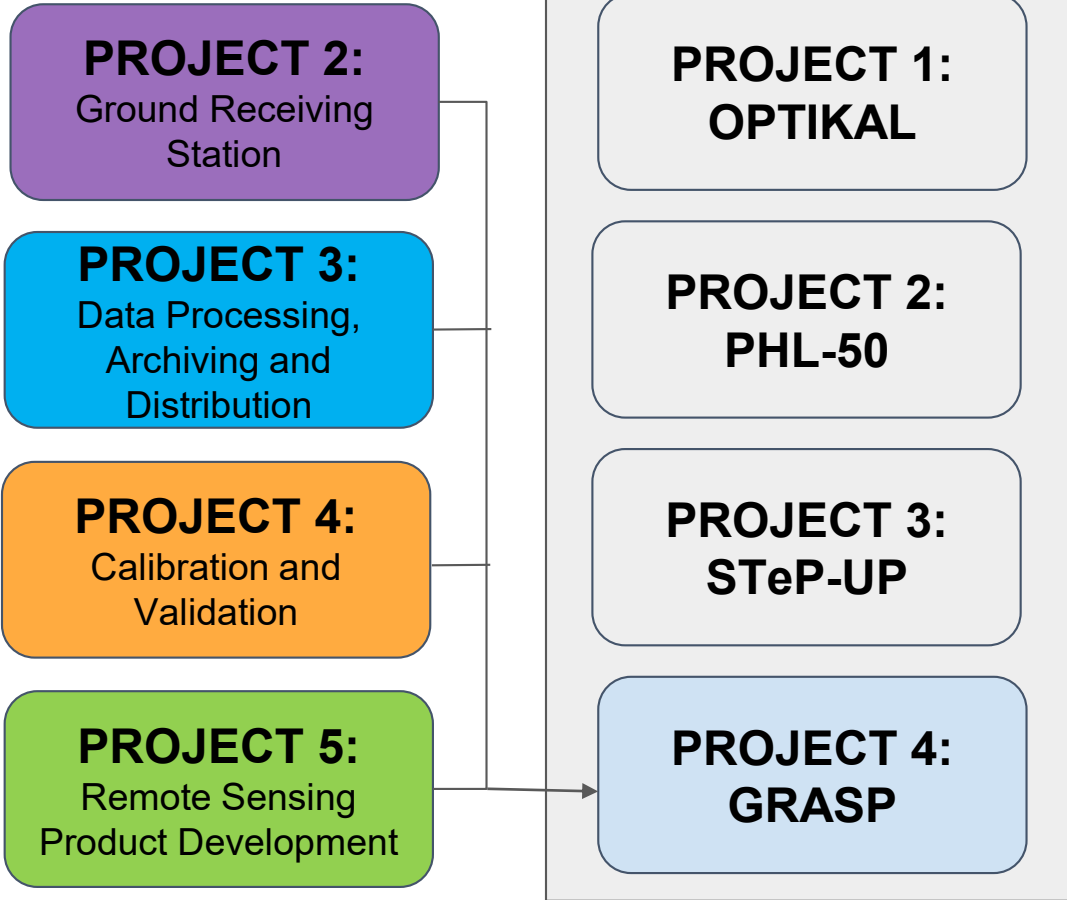 PROJECT 2:
Ground Receiving
Station
PROJECT 3:
Data Processing,
Archiving and
Distribution
PROJECT 4:
Calibration and
Validation
PROJECT 5:
Remote Sensing
Product Development
PROJECT 1:
OPTIKAL
PROJECT 2:
PHL-50
PROJECT 3:
STeP-UP
PROJECT 4:
GRASP